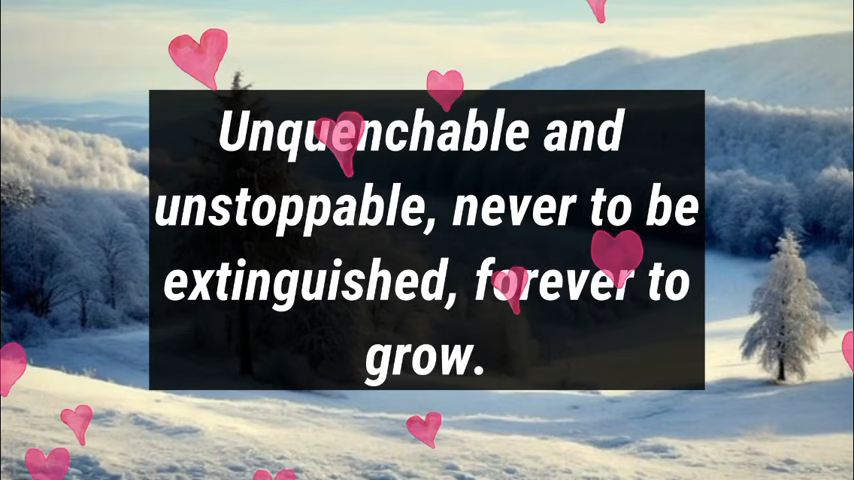 Unquenchable and
unstoppable, never to be
extinguished, forever to
grow.